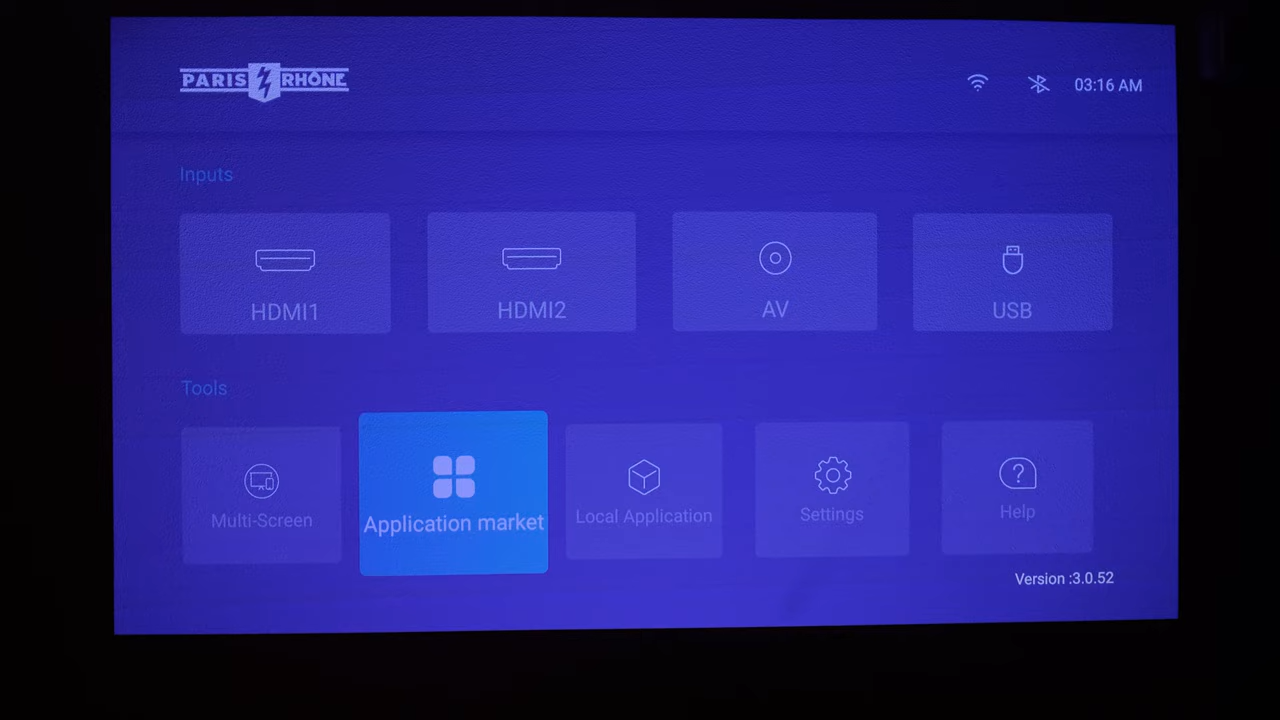 PARIS RHÔNE
03:16 AM
Inputs
HDMI1 HDMI2 AV USB
Tools
Multi-Screen Application market Local Application Settings Help
Version :3.0.52